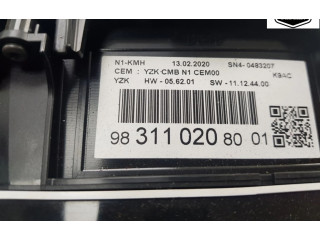 N1-KMH 13.02.2020 SN4-0483207
CEM : YZK CMB N1 CEM00
YZK HW - 05.62.01 SW - 11.12.44.00
K9AC
98 311 020 80 01